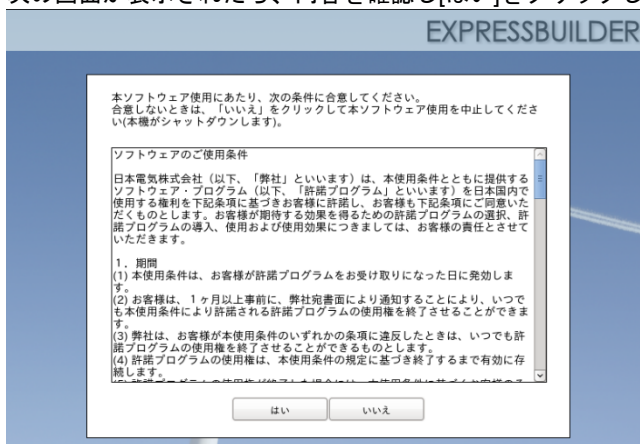 次の画面が表示されたら、内容を確認し[はい]をクリックし
EXPRESSBUILDER
本ソフトウェア使用にあたり、次の条件に合意してください。
合意しないときは、「いいえ」をクリックして本ソフトウェア使用を中止してくださ
い(本機がシャットダウンします)。
ソフトウェアのご使用条件
日本電気株式会社（以下、「弊社」といいます）は、本使用条件とともに提供する
ソフトウェア・プログラム（以下、「許諾プログラム」といいます）を日本国内で
使用する権利を下記条項に基づきお客様に許諾し、お客様も下記条項にご同意いた
だくものとします。お客様が期待する効果を得るための許諾プログラムの選択、許
諾プログラムの導入、使用および使用効果につきましては、お客様の責任とさせて
いただきます。
１．期間
(1) 本使用条件は、お客様が許諾プログラムをお受け取りになった日に発効しま
す。
(2) お客様は、１ヶ月以上事前に、弊社宛書面により通知することにより、いつで
も本使用条件により許諾される許諾プログラムの使用権を終了させることができま
す。
(3) 弊社は、お客様が本使用条件のいずれかの条項に違反したときは、いつでも許
諾プログラムの使用権を終了させることができるものとします。
(4) 許諾プログラムの使用権は、本使用条件の規定に基づき終了するまで有効に存
続します。
はい
いいえ